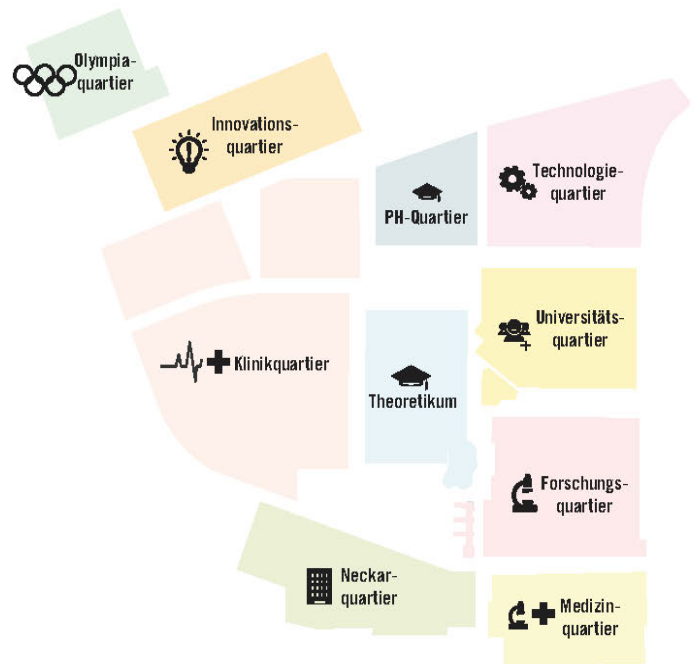 Olympia-
quartier
Innovations-
quartier
PH-Quartier
Technologie-
quartier
Universitäts-
quartier
Klinikquartier
Theoretikum
Forschungs-
quartier
Neckar-
quartier
Medizin-
quartier